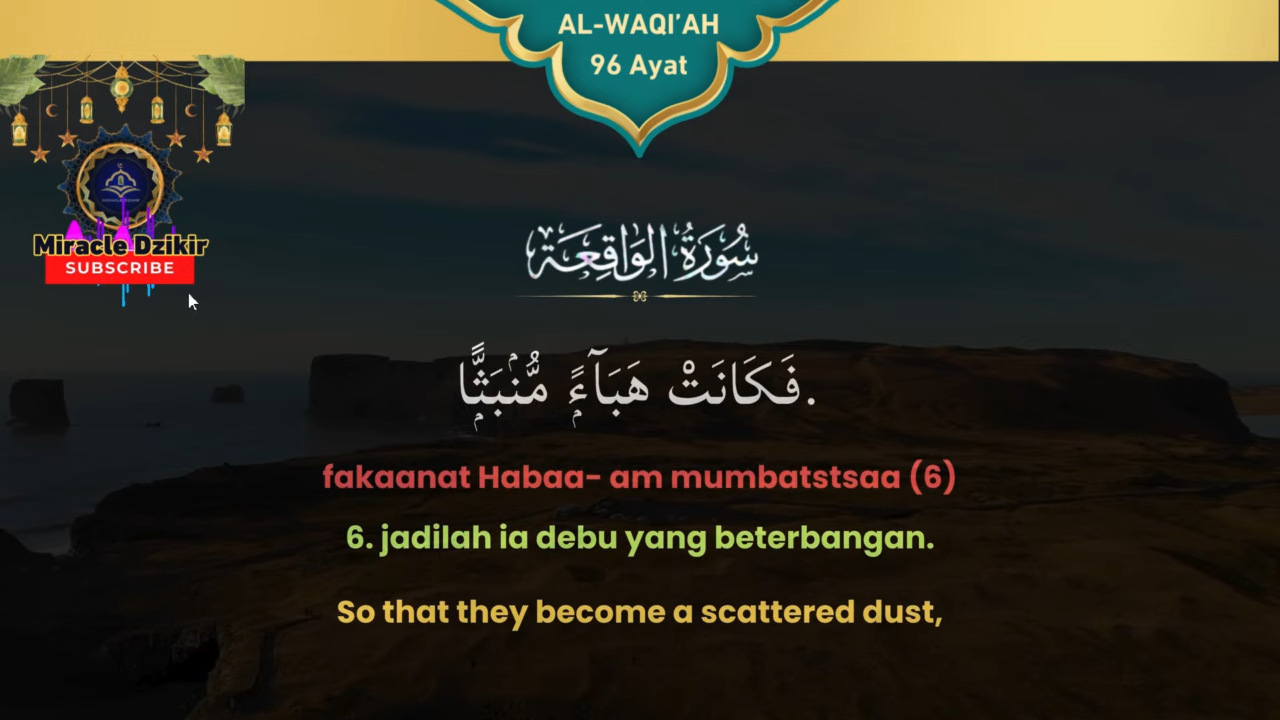 AL-WAQI'AH
96 Ayat
Miracle Dzikir
SUBSCRIBE
سُورَةُ الوَاقِعَة
فَكَانَتْ هَبَآءًۭ مُّنۢبَثًّۭا.
fakaanat Habaa- am mumbatstsaa (6)
6. jadilah ia debu yang beterbangan.
So that they become a scattered dust,